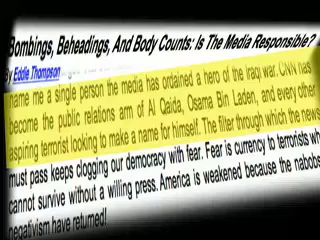 Bombings, Beheadings, And Body Counts: Is The Media Responsible?
By Eddie Thompson
name me a single person the media has ordained a hero of the Iraqi war. CNN has
become the public relations arm of Al Qaida, Osama Bin Laden, and every other
aspiring terrorist looking to make a name for himself. The filter through which the news
must pass keeps clogging our democracy with fear. Fear is currency to terrorists who
cannot survive without a willing press. America is weakened because the nabobs
negativism have returned!